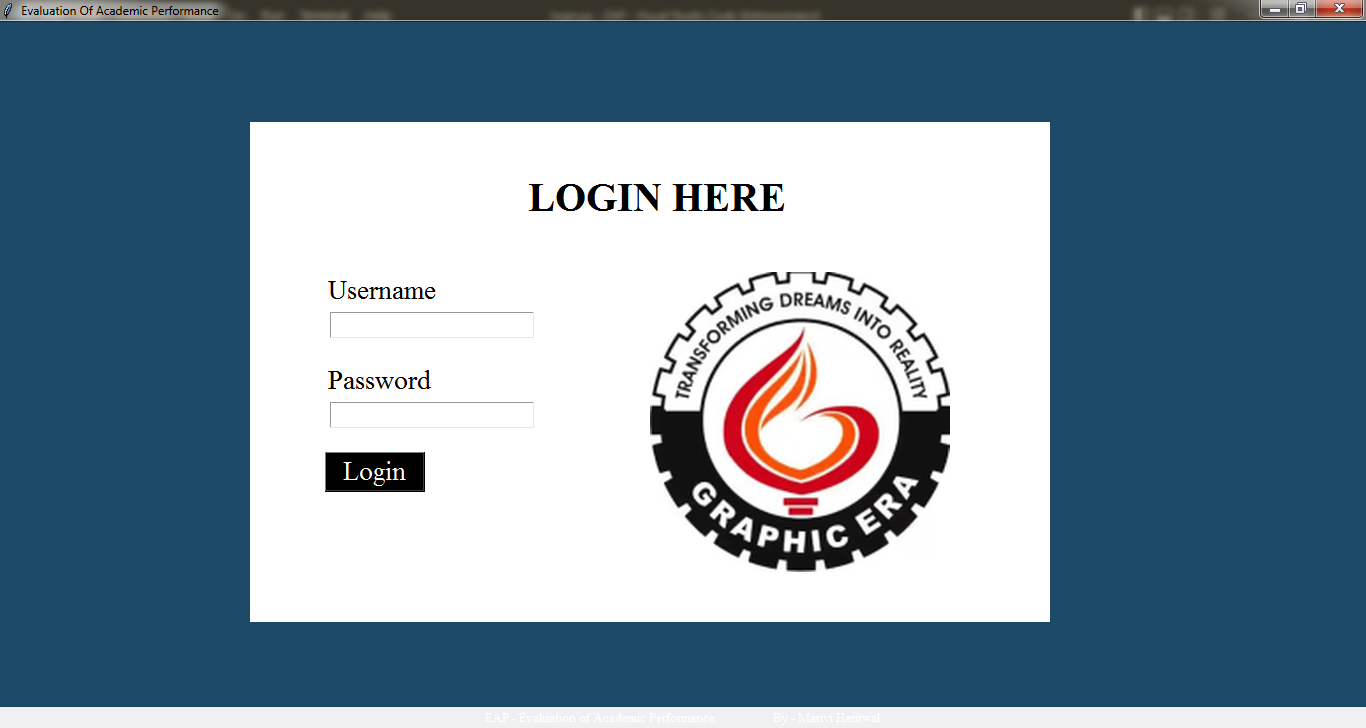 Evaluation Of Academic Performance
LOGIN HERE
Username
Password
Login
TRANSFORMING DREAMS INTO REALITY
GRAPHIC ERA
EAP - Evaluation of Academic Performance By - Manvi Hantwal